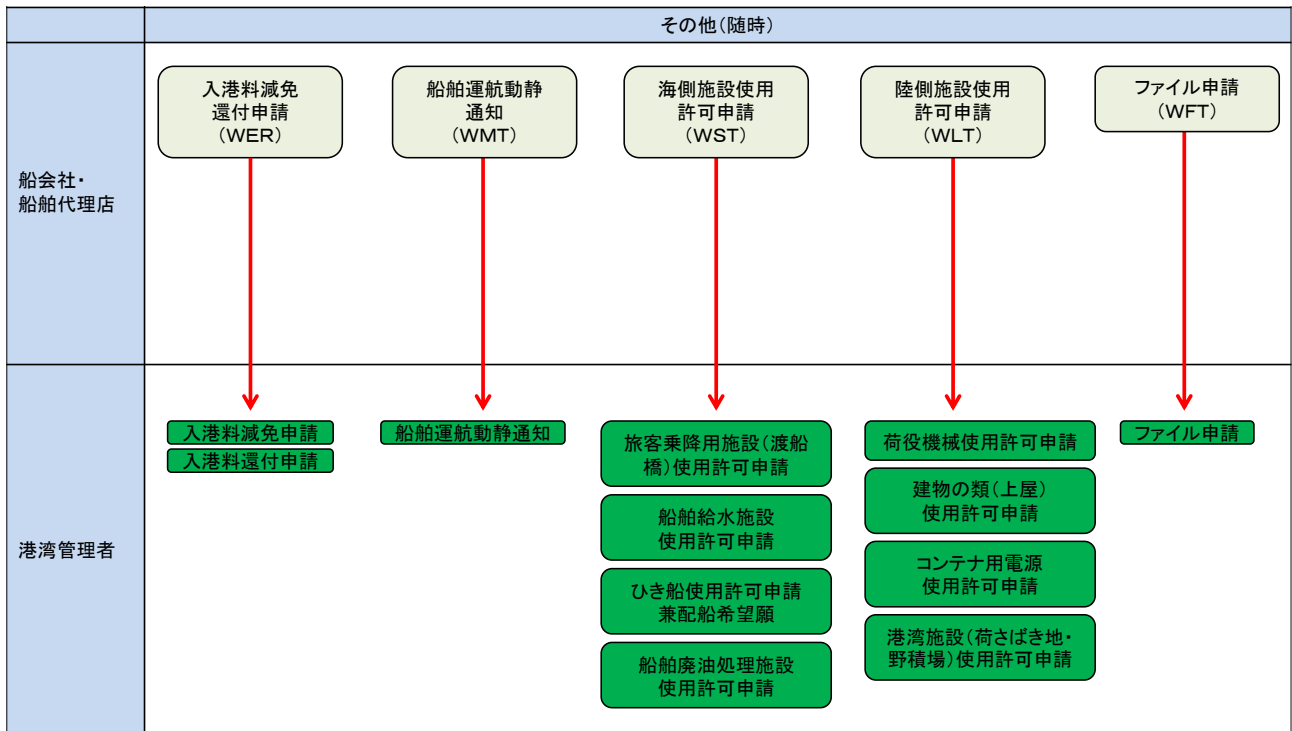 その他(随時)
入港料減免
還付申請
(WER)
船舶運航動静
通知
(WMT)
海側施設使用
許可申請
(WST)
陸側施設使用
許可申請
(WLT)
ファイル申請
(WFT)
船会社・
船舶代理店
港湾管理者
入港料減免申請
入港料還付申請
船舶運航動静通知
旅客乗降用施設(渡船
橋)使用許可申請
船舶給水施設
使用許可申請
ひき船使用許可申請
兼配船希望願
船舶廃油処理施設
使用許可申請
荷役機械使用許可申請
建物の類(上屋)
使用許可申請
コンテナ用電源
使用許可申請
港湾施設(荷さばき地・
野積場)使用許可申請
ファイル申請